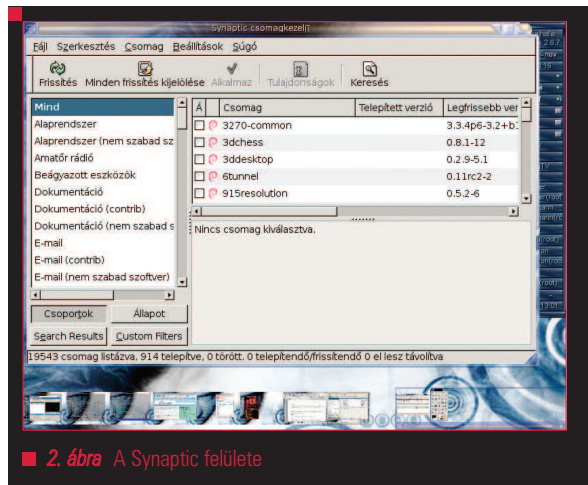 Synaptic csomagkezelő
Fájl Szerkesztés Csomag Beállítások Súgó
Frissítés Minden frissítés kijelölése Alkalmaz Tulajdonságok Keresés
Mind
Alaprendszer
Alaprendszer (nem szabad sz
Amatőr rádió
Beágyazott eszközök
Dokumentáció
Dokumentáció (contrib)
Dokumentáció (nem szabad s
E-mail
E-mail (contrib)
E-mail (nem szabad szoftver)
Á Csomag Telepített verzió Legfrissebb ver
3270-common 3.3.4p6-3.2+b1
3dchess 0.8.1-12
3ddesktop 0.2.9-5.1
6tunnel 0.11rc2-2
915resolution 0.5.2-6
Nincs csomag kiválasztva.
Csoportok Állapot
Search Results Custom Filters
19543 csomag listázva, 914 telepítve, 0 törött. 0 telepítendő/frissítendő 0 el lesz távolítva
2. ábra A Synaptic felülete